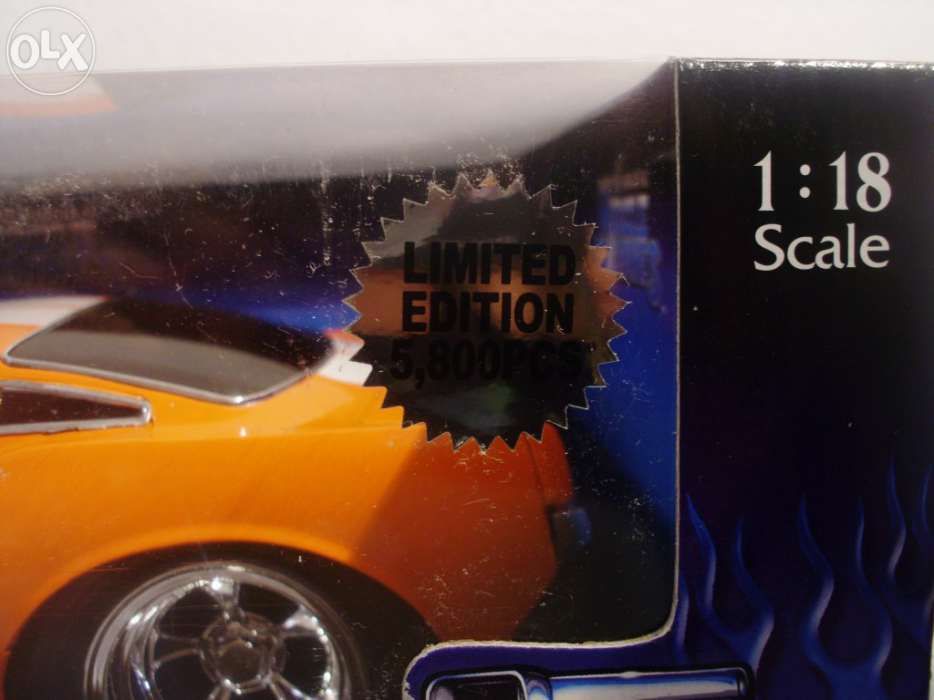 OLX
LIMITED
EDITION
5,800PCS.
1:18
Scale